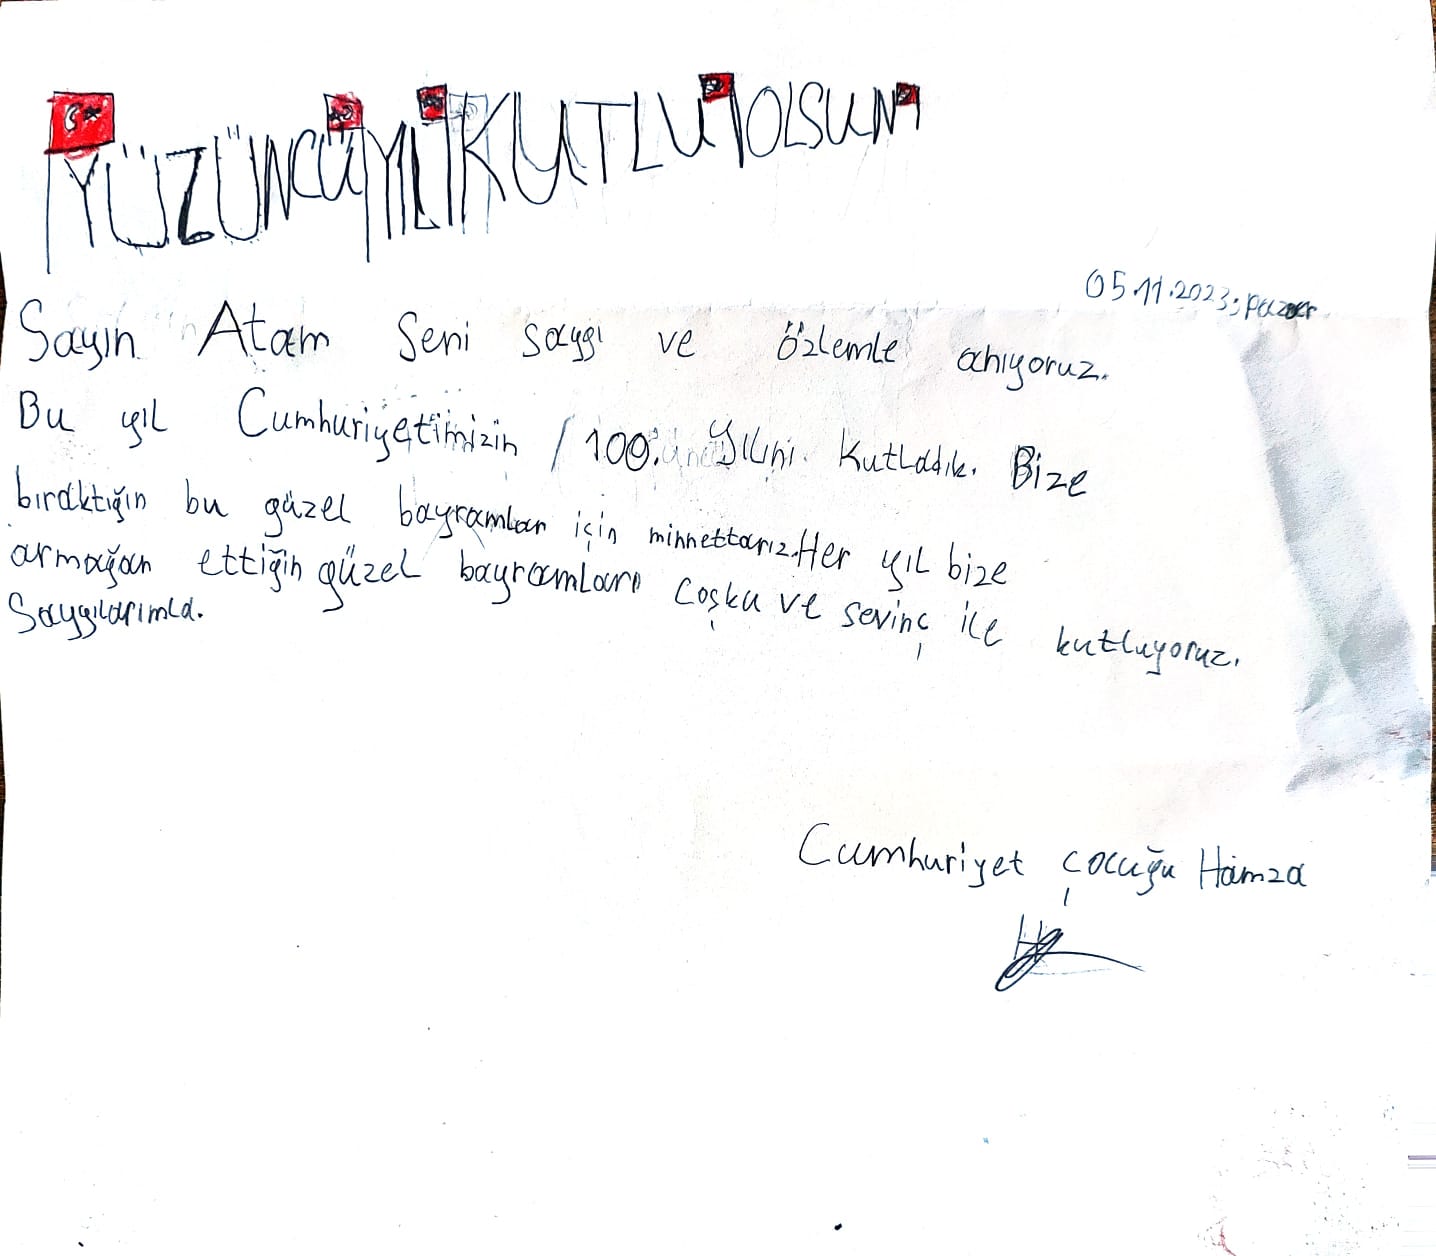 YÜZÜNCÜ YIL KUTLU OLSUN
05.11.2023; pazar
Sayın Atam Seni saygı ve özlemle anıyoruz.
Bu yıl Cumhuriyetimizin / 100. yılını kutladık. Bize
bıraktığın bu güzel bayramları için minnettarız. Her yıl bize
armağan ettiğin güzel bayramları coşku ve sevinç ile kutluyoruz.
Saygılarımla.
Cumhuriyet çocuğu Hamza